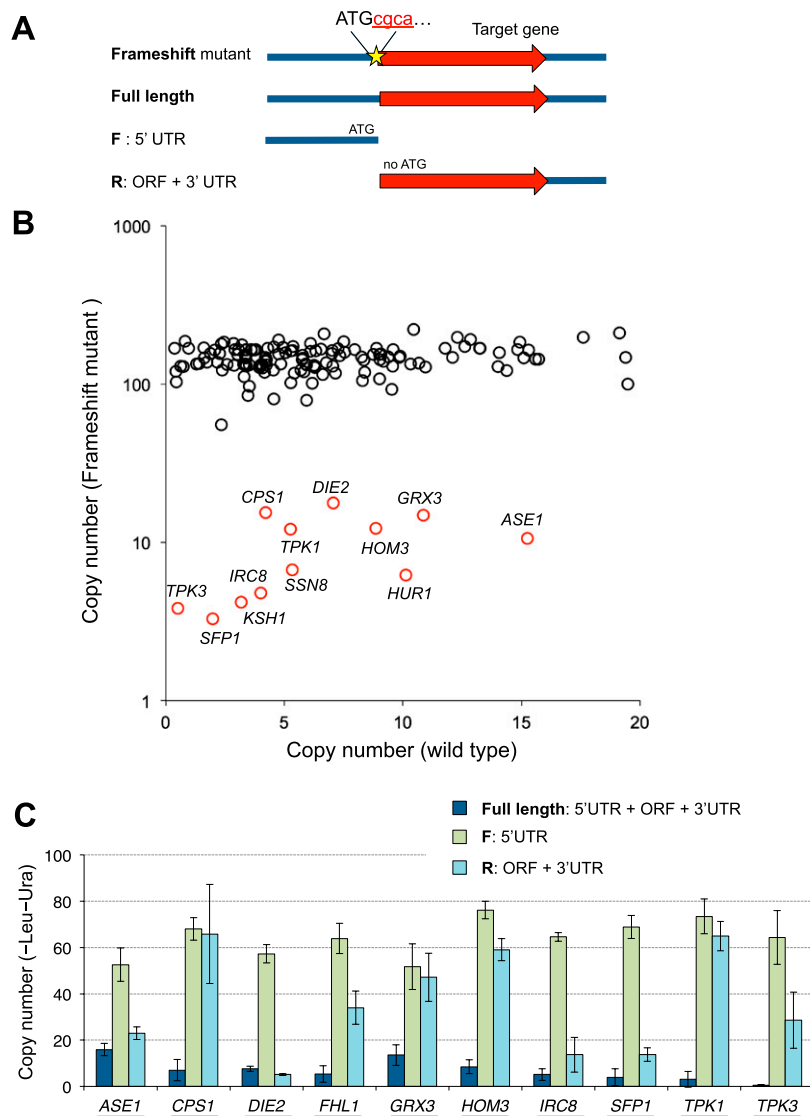 A
ATGcgca...
Target gene
Frameshift mutant
Full length
F : 5' UTR
ATG
no ATG
R: ORF + 3' UTR
B
1000
100
10
1
Copy number (Frameshift mutant )
CPS1
DIE2
GRX3
ASE1
TPK1
HOM3
IRC8
SSN8
HUR1
TPK3
KSH1
SFP1
0 5 10 15 20
Copy number (wild type)
C
Full length: 5'UTR + ORF + 3'UTR
F: 5'UTR
R: ORF + 3'UTR
Copy number (−Leu−Ura)
100
80
60
40
20
0
ASE1 CPS1 DIE2 FHL1 GRX3 HOM3 IRC8 SFP1 TPK1 TPK3